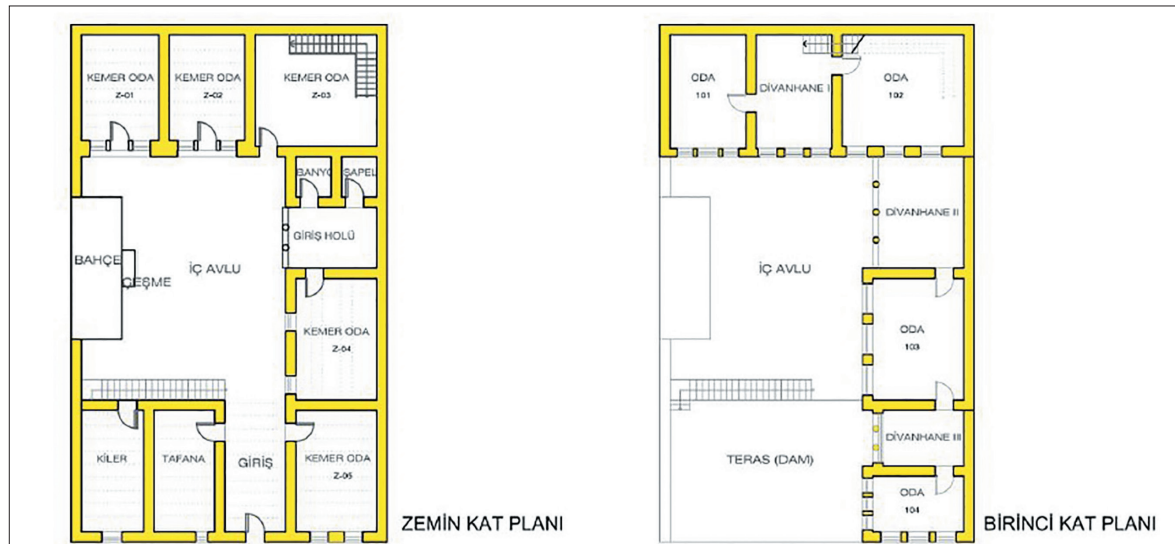 KEMER ODA
Z-01
KEMER ODA
Z-02
KEMER ODA
Z-03
BANYO
ŞAPEL
GİRİŞ HOLÜ
BAHÇE
ÇEŞME
İÇ AVLU
KEMER ODA
Z-04
KİLER
TAFANA
GİRİŞ
KEMER ODA
Z-05
ZEMİN KAT PLANI
ODA
101
DİVANHANE I
ODA
102
DİVANHANE II
İÇ AVLU
ODA
103
DİVANHANE III
TERAS (DAM)
ODA
104
BİRİNCİ KAT PLANI